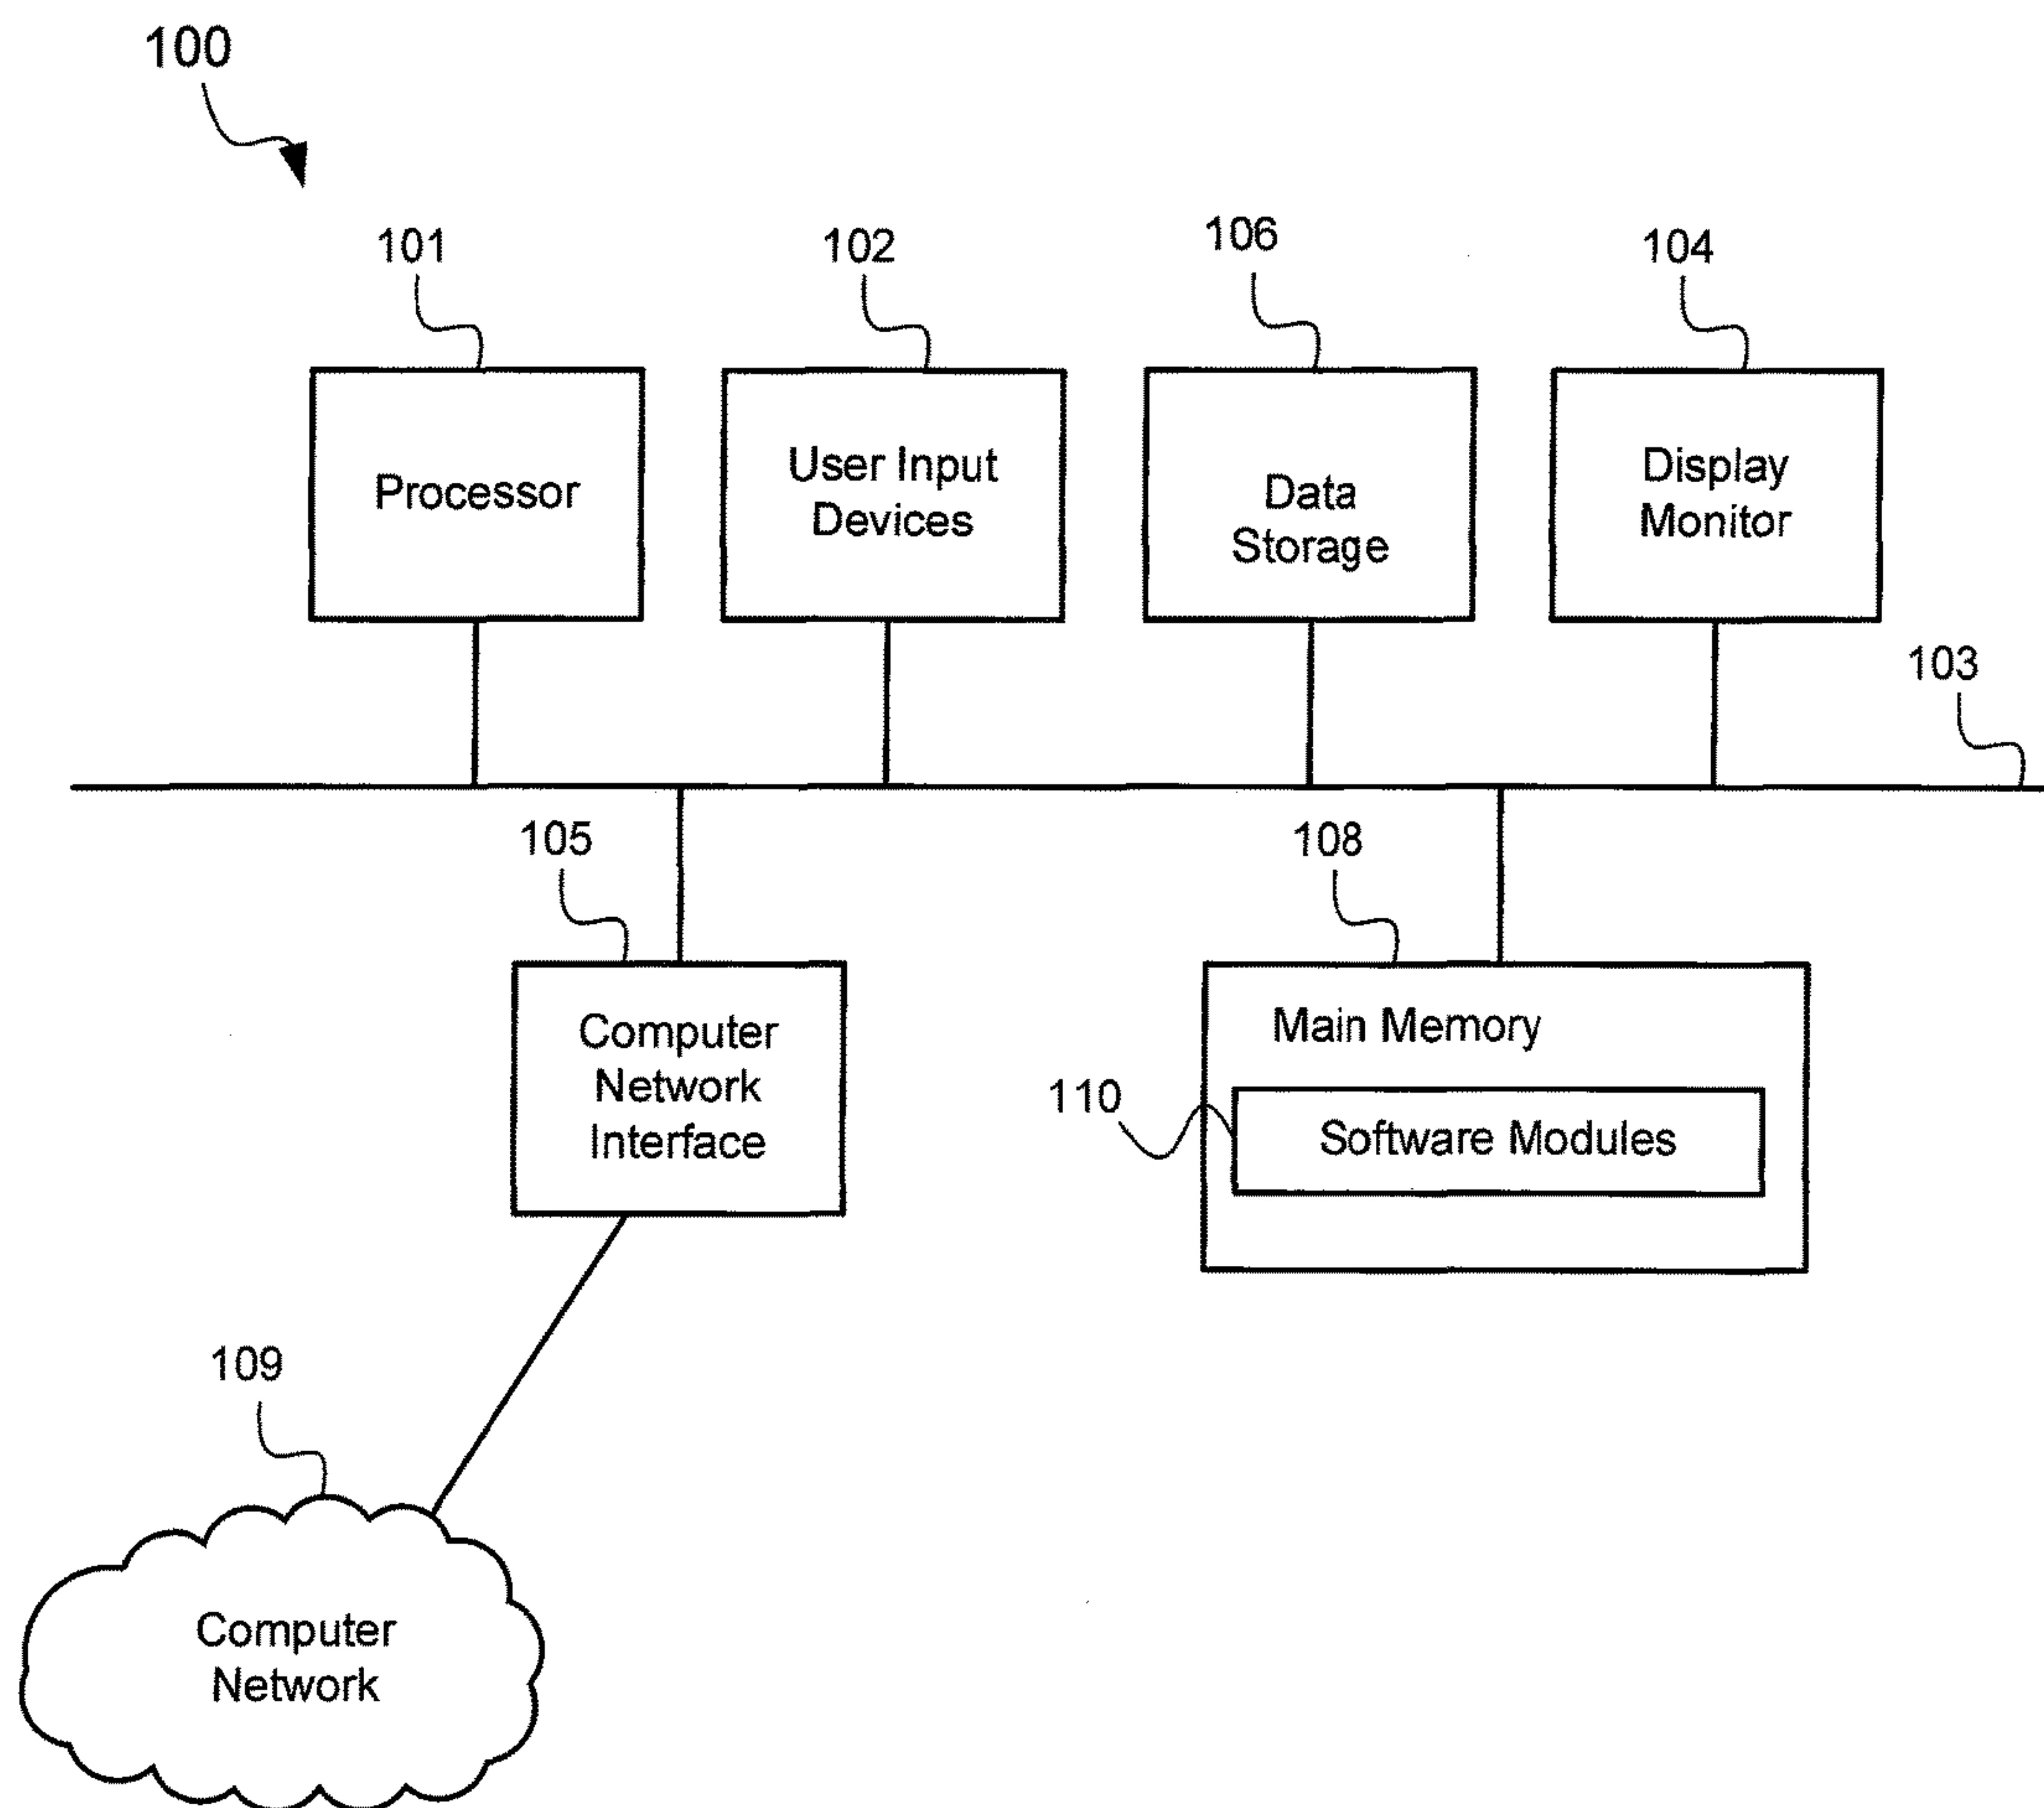 100
101
102
106
104
Processor
User Input
Devices
Data
Storage
Display
Monitor
103
105
108
Computer
Network
Interface
Main Memory
110
Software Modules
109
Computer
Network